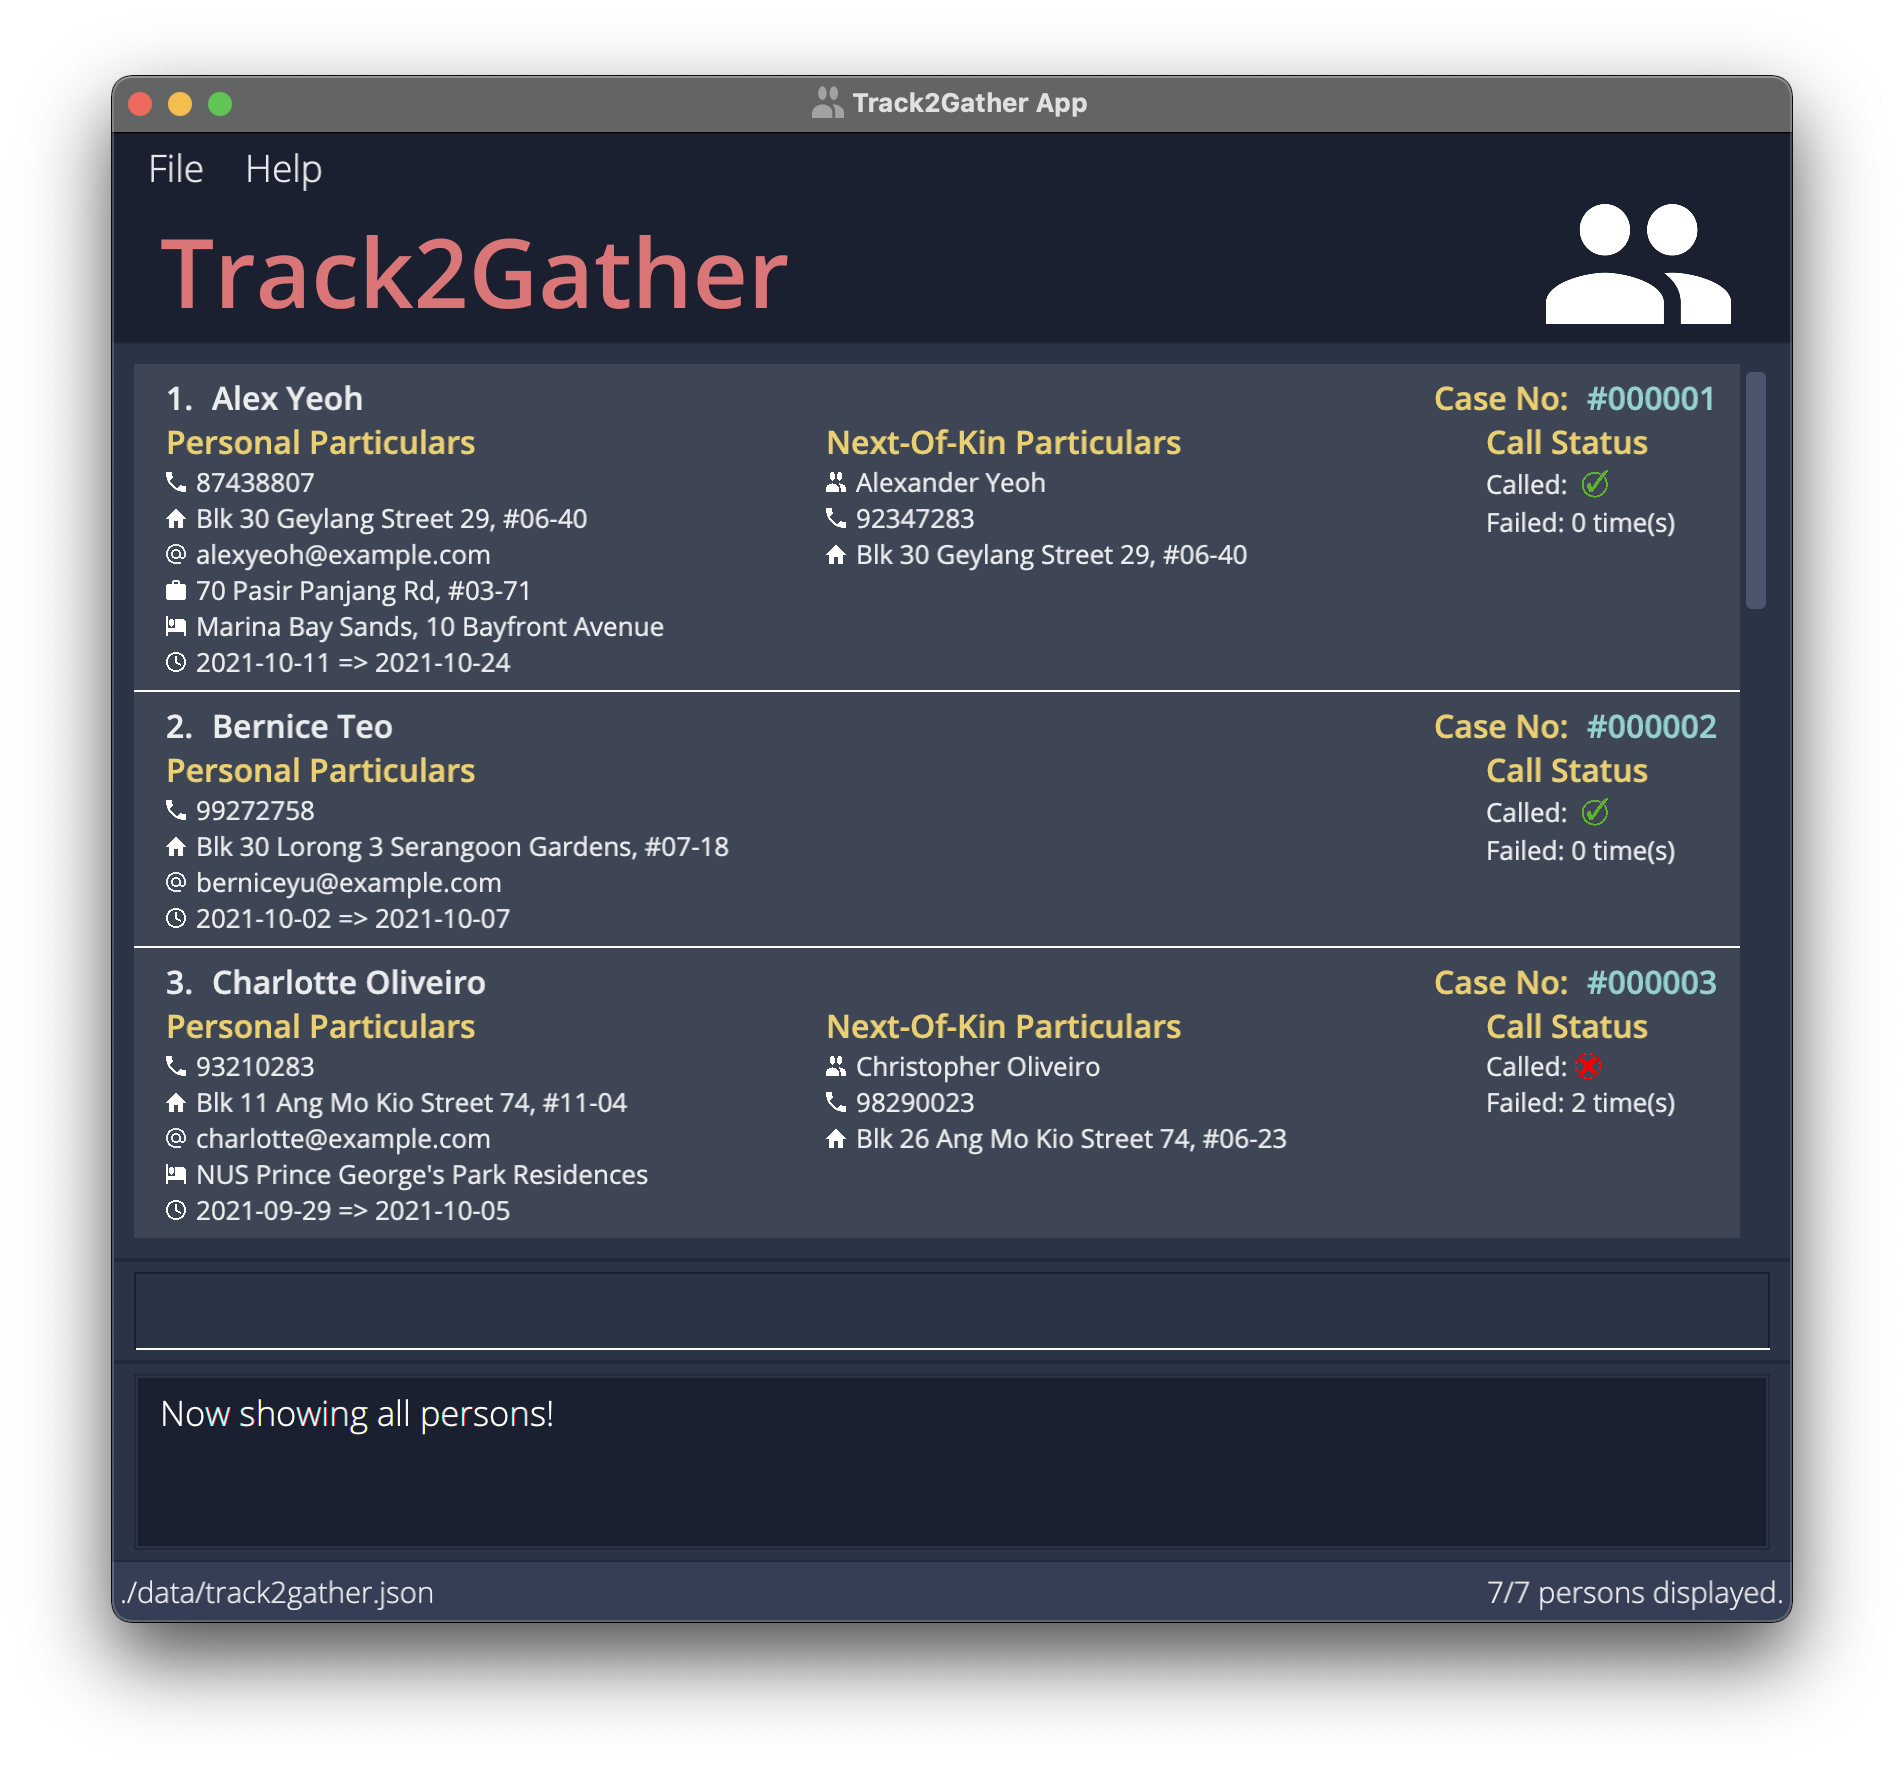 Track2Gather App
File Help
Track2Gather
1. Alex Yeoh Case No: #000001
Personal Particulars Next-Of-Kin Particulars Call Status
87438807 Alexander Yeoh Called:
Blk 30 Geylang Street 29, #06-40 92347283 Failed: 0 time(s)
@ alexyeoh@example.com Blk 30 Geylang Street 29, #06-40
70 Pasir Panjang Rd, #03-71
Marina Bay Sands, 10 Bayfront Avenue
2021-10-11 => 2021-10-24
2. Bernice Teo Case No: #000002
Personal Particulars Call Status
99272758 Called:
Blk 30 Lorong 3 Serangoon Gardens, #07-18 Failed: 0 time(s)
@ berniceyu@example.com
2021-10-02 => 2021-10-07
3. Charlotte Oliveiro Case No: #000003
Personal Particulars Next-Of-Kin Particulars Call Status
93210283 Christopher Oliveiro Called:
Blk 11 Ang Mo Kio Street 74, #11-04 98290023 Failed: 2 time(s)
@ charlotte@example.com Blk 26 Ang Mo Kio Street 74, #06-23
NUS Prince George's Park Residences
2021-09-29 => 2021-10-05
Now showing all persons!
./data/track2gather.json 7/7 persons displayed.